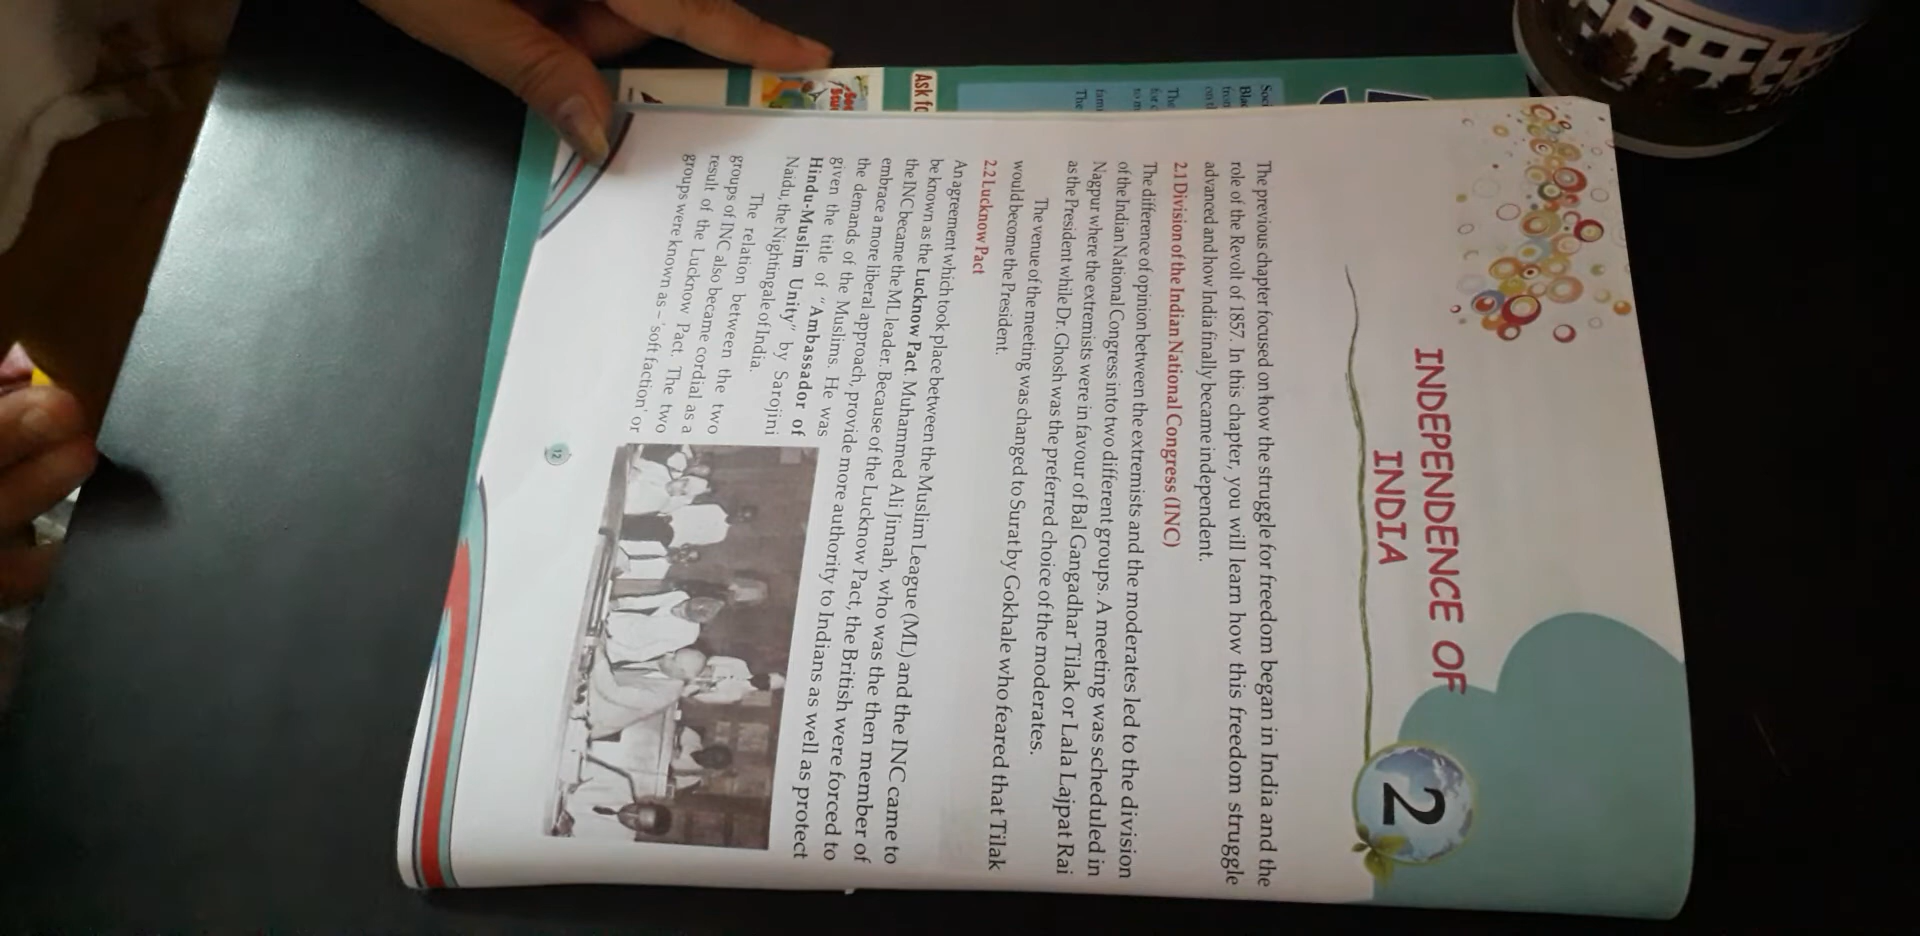 INDEPENDENCE OF
INDIA
2
The previous chapter focused on how the struggle for freedom began in India and the
role of the Revolt of 1857. In this chapter, you will learn how this freedom struggle
advanced and how India finally became independent.
2.1 Division of the Indian National Congress (INC)
The difference of opinion between the extremists and the moderates led to the division
of the Indian National Congress into two different groups. A meeting was scheduled in
Nagpur where the extremists were in favour of Bal Gangadhar Tilak or Lala Lajpat Rai
as the President while Dr. Ghosh was the preferred choice of the moderates.
The venue of the meeting was changed to Surat by Gokhale who feared that Tilak
would become the President.
2.2 Lucknow Pact
An agreement which took place between the Muslim League (ML) and the INC came to
be known as the Lucknow Pact. Muhammed Ali Jinnah, who was the then member of
the INC became the ML leader. Because of the Lucknow Pact, the British were forced to
embrace a more liberal approach, provide more authority to Indians as well as protect
the demands of the Muslims. He was
given the title of "Ambassador of
Hindu-Muslim Unity" by Sarojini
Naidu, the Nightingale of India.
The relation between the two
groups of INC also became cordial as a
result of the Lucknow Pact. The two
groups were known as – 'soft faction' or
12
Ask fo
The
The